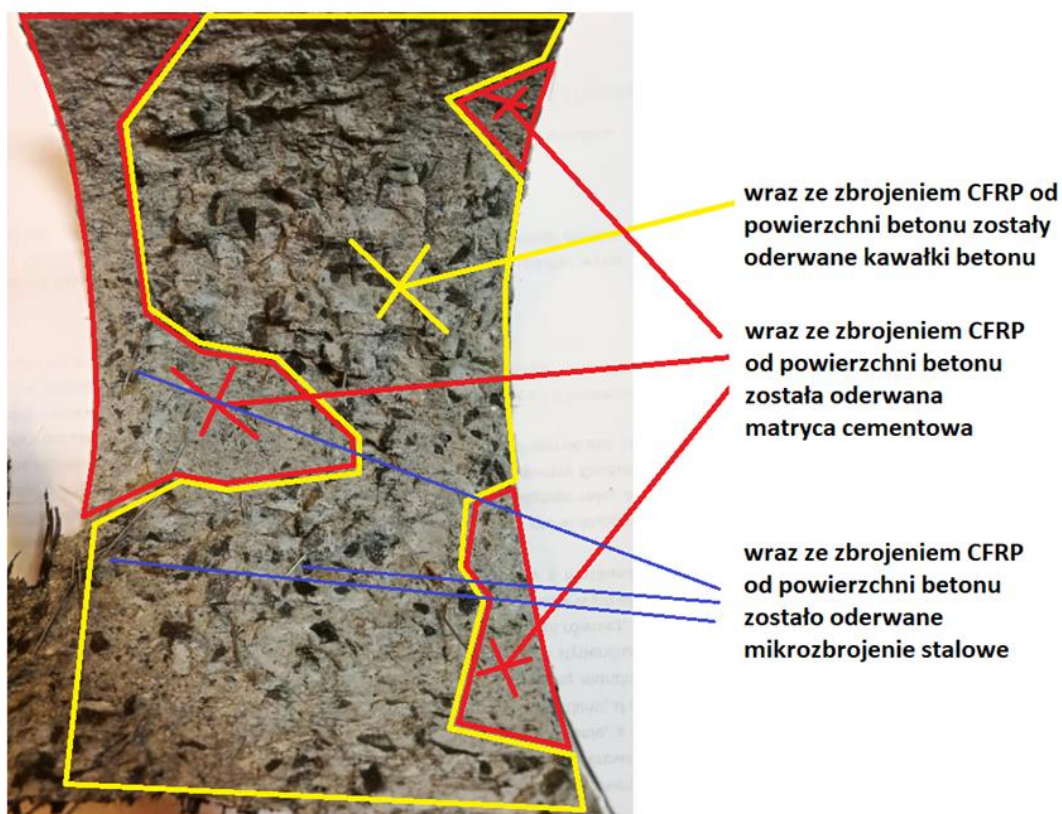 wraz ze zbrojeniem CFRP od
powierzchni betonu zostały
oderwane kawałki betonu
wraz ze zbrojeniem CFRP
od powierzchni betonu
została oderwana
matryca cementowa
wraz ze zbrojeniem CFRP
od powierzchni betonu
zostało oderwane
mikrozbrojenie stalowe